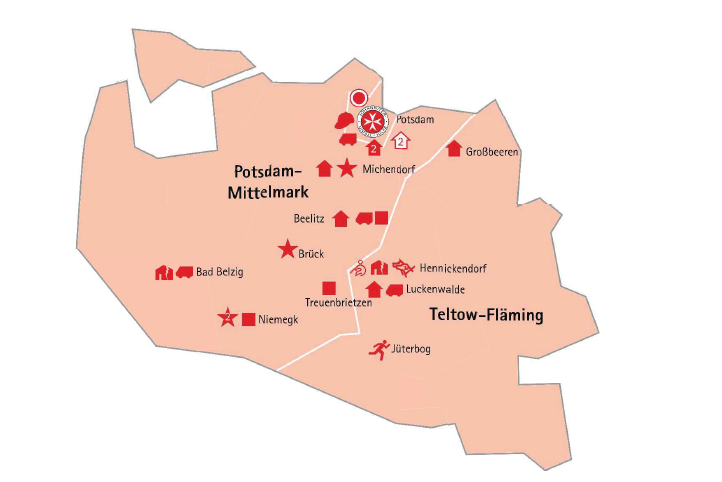 Potsdam
2
2
Großbeeren
Michendorf
Potsdam-
Mittelmark
Beelitz
Brück
Bad Belzig
2
Hennickendorf
Luckenwalde
Treuenbrietzen
Teltow-Fläming
2
Niemegk
Jüterbog